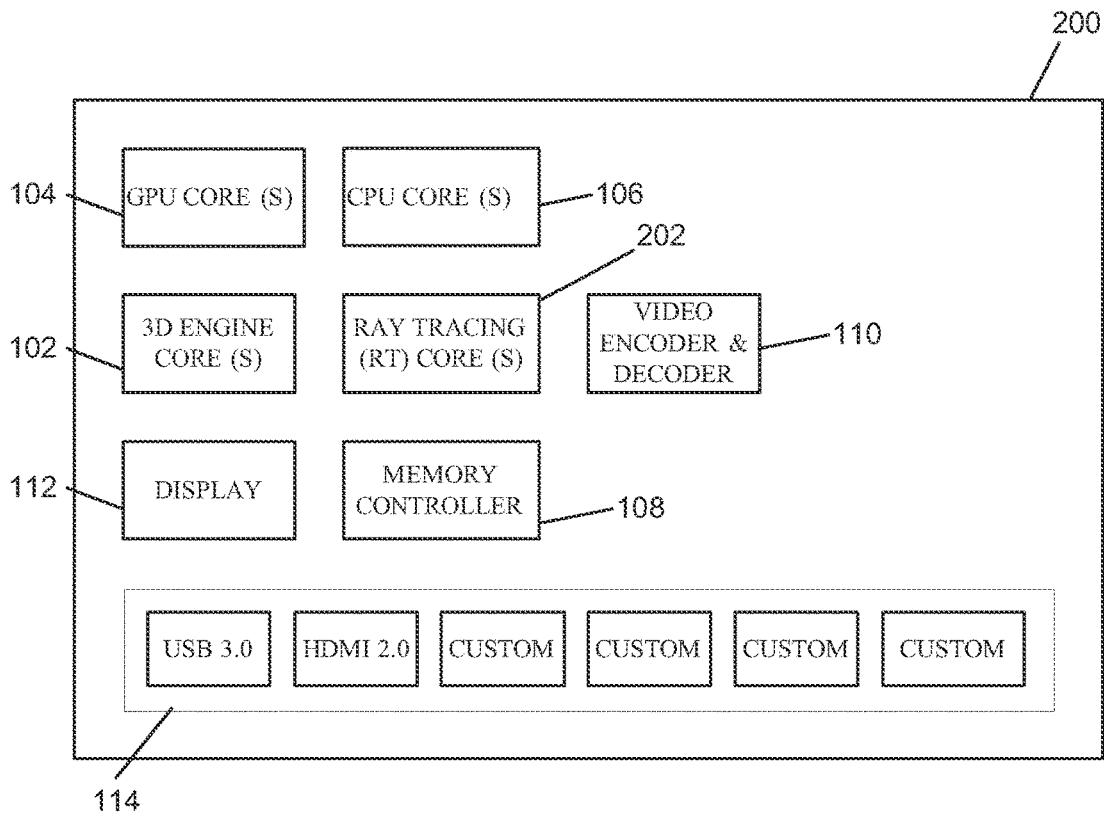 200
104
GPU CORE (S)
CPU CORE (S)
106
202
102
3D ENGINE
CORE (S)
RAY TRACING
(RT) CORE (S)
VIDEO
ENCODER &
DECODER
110
112
DISPLAY
MEMORY
CONTROLLER
108
USB 3.0
HDMI 2.0
CUSTOM
CUSTOM
CUSTOM
CUSTOM
114